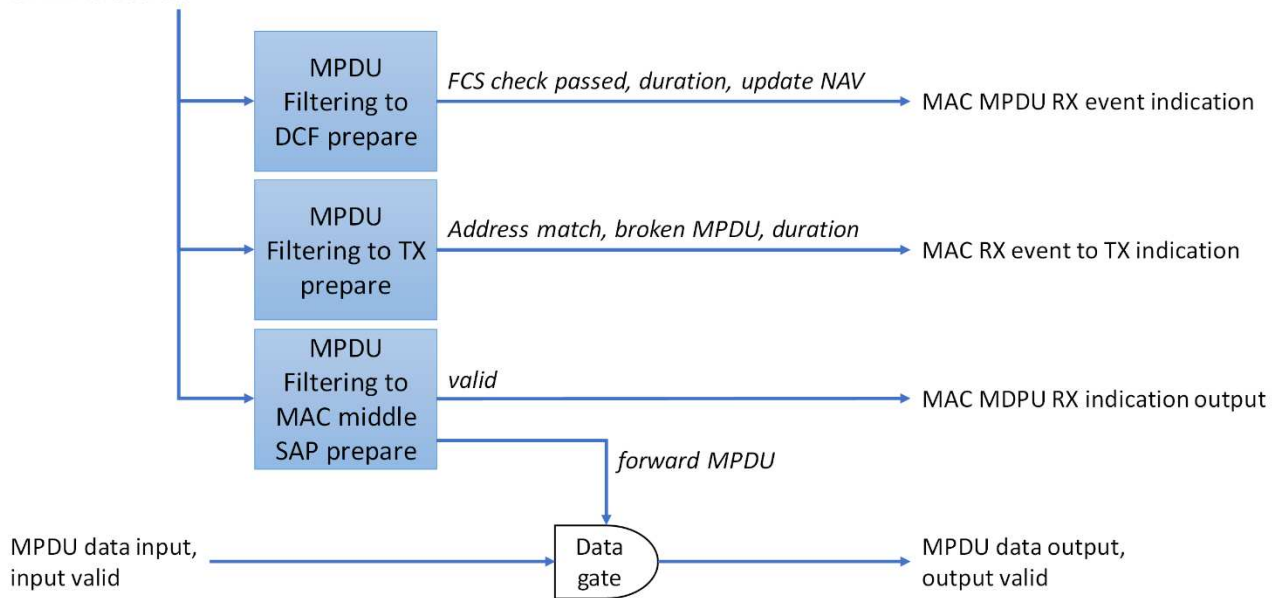 MPDU
Filtering to
DCF prepare
FCS check passed, duration, update NAV
MAC MPDU RX event indication
MPDU
Filtering to TX
prepare
Address match, broken MPDU, duration
MAC RX event to TX indication
MPDU
Filtering to
MAC middle
SAP prepare
valid
MAC MDPU RX indication output
forward MPDU
MPDU data input,
input valid
Data
gate
MPDU data output,
output valid